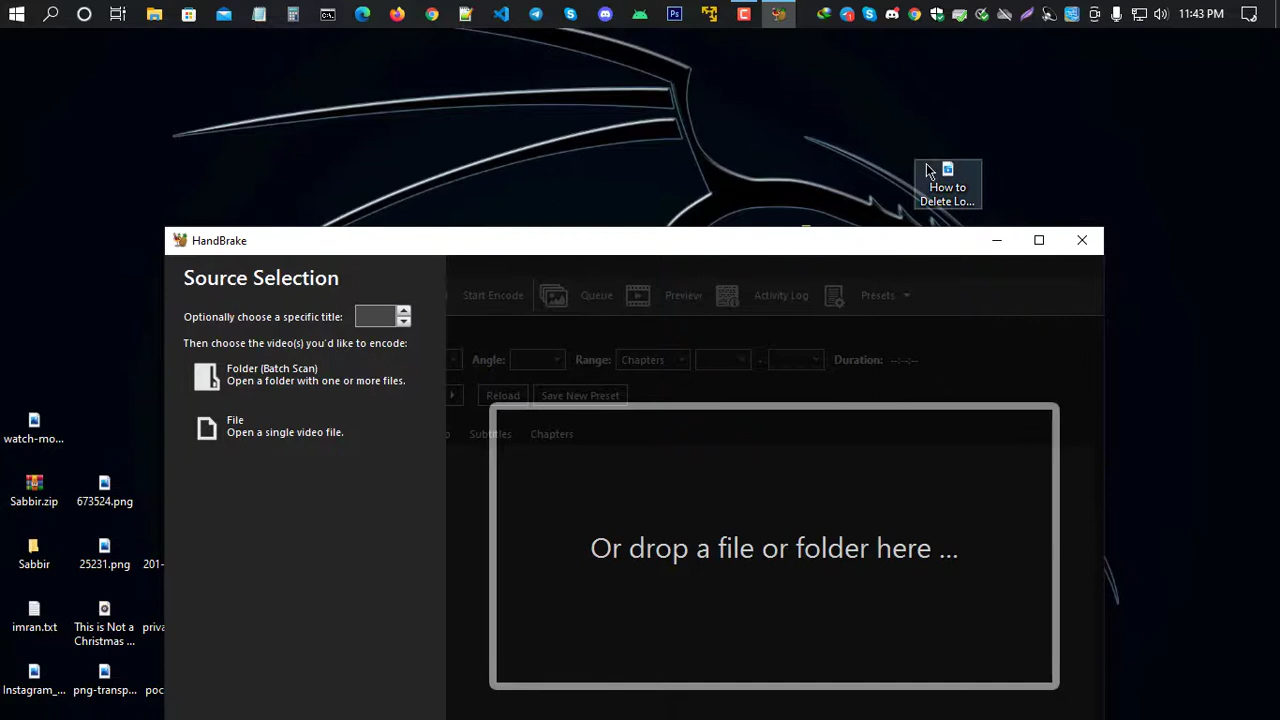 11:43 PM
How to
Delete Lo...
HandBrake
Source Selection
Optionally choose a specific title:
Then choose the video(s) you'd like to encode:
Folder (Batch Scan)
Open a folder with one or more files.
File
Open a single video file.
Start Encode
Queue
Preview
Activity Log
Presets
Angle:
Range:
Chapters
-
Duration:
--:--:--
Reload
Save New Preset
Subtitles
Chapters
Or drop a file or folder here ...
watch-mo...
Sabbir.zip
673524.png
Sabbir
25231.png
201-
imran.txt
This is Not a
Christmas ...
priva
Instagram_...
png-transp...
poc
Ps